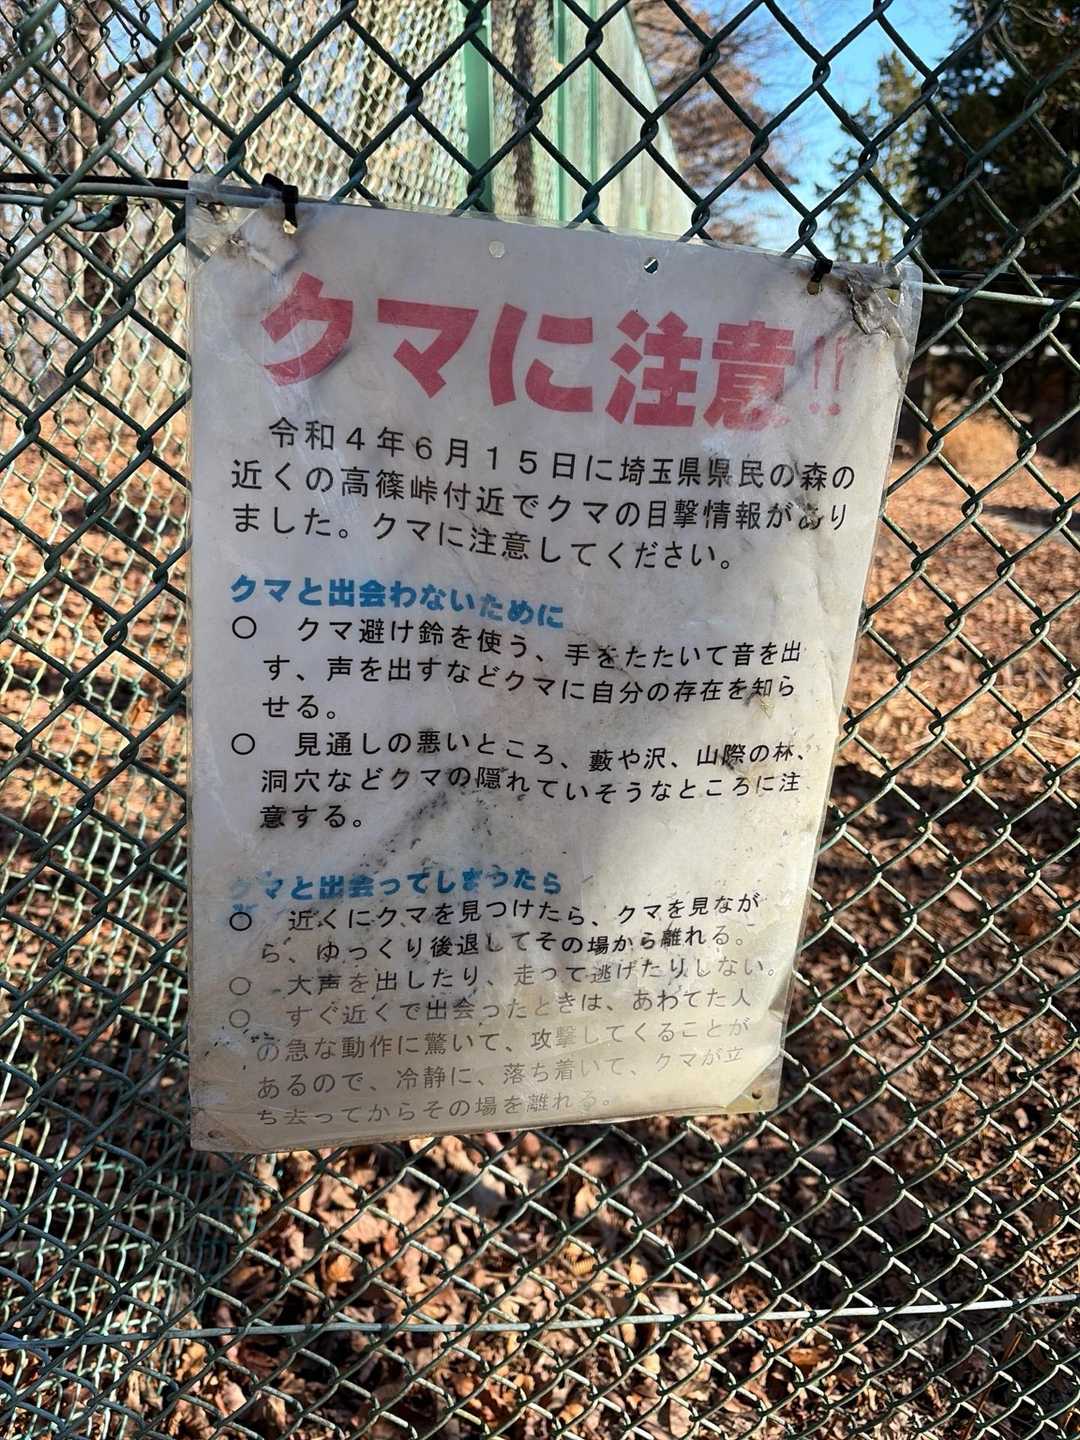 クマに注意!!
令和４年６月１５日に埼玉県県民の森の
近くの高篠峠付近でクマの目撃情報があり
ました。クマに注意してください。
クマと出会わないために
○　クマ避け鈴を使う、手をたたいて音を出
す、声を出すなどクマに自分の存在を知ら
せる。
○　見通しの悪いところ、藪や沢、山際の林、
洞穴などクマの隠れていそうなところに注
意する。
クマと出会ってしまったら
○　近くにクマを見つけたら、クマを見なが
ら、ゆっくり後退してその場から離れる。
○　大声を出したり、走って逃げたりしない。
○　すぐ近くで出会ったときは、あわてた人
の急な動作に驚いて、攻撃してくることが
あるので、冷静に、落ち着いて、クマが立
ち去ってからその場を離れる。